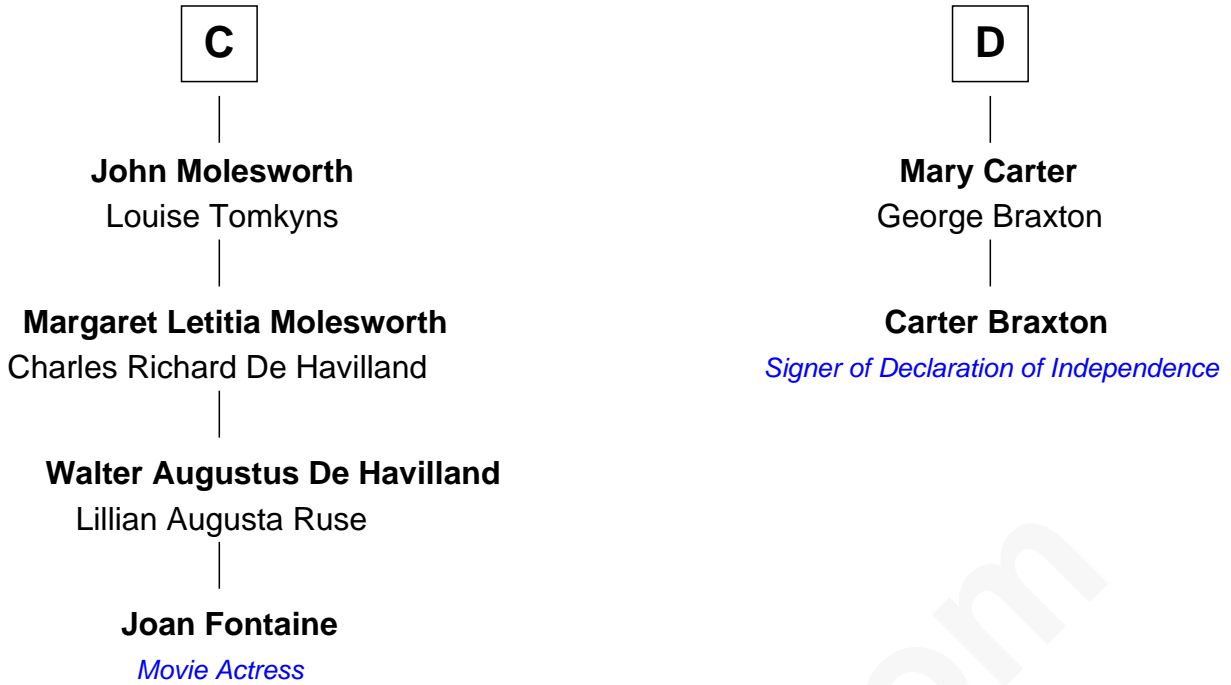 C
John Molesworth
Louise Tomkyns
Margaret Letitia Molesworth
Charles Richard De Havilland
Walter Augustus De Havilland
Lillian Augusta Ruse
Joan Fontaine
Movie Actress
D
Mary Carter
George Braxton
Carter Braxton
Signer of Declaration of Independence
om